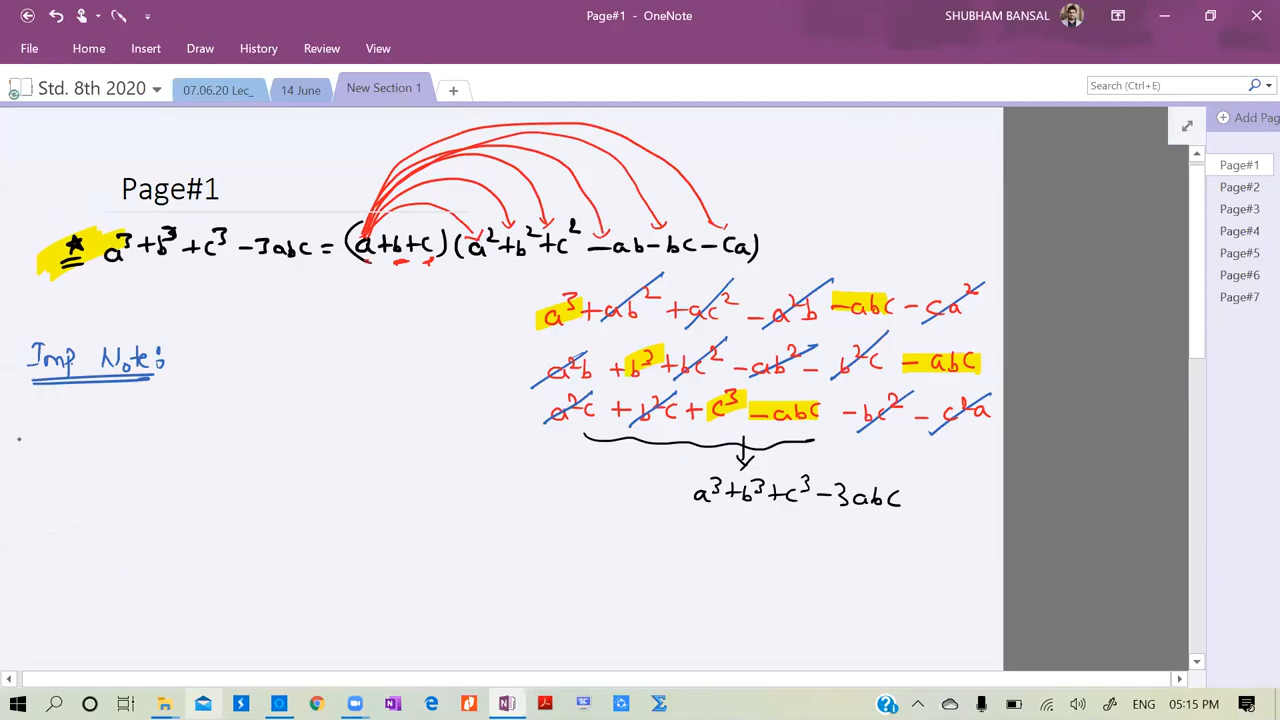 Page#1 - OneNote
SHUBHAM BANSAL
File Home Insert Draw History Review View
Std. 8th 2020
07.06.20 Lec_
14 June
New Section 1
Search (Ctrl+E)
Add Pag
Page#1
Page#2
Page#3
Page#4
Page#5
Page#6
Page#7
Page#1
★ a³ + b³ + c³ - 3abc = (a+b+c) (a² + b² + c² - ab - bc - ca)
a³ + ab² + ac² - a²b - abc - ca²
Imp Note:
a²b + b³ + bc² - ab² - b²c - abc
a²c + b²c + c³ - abc - bc² - c²a
a³+b³+c³-3abc
ENG 05:15 PM